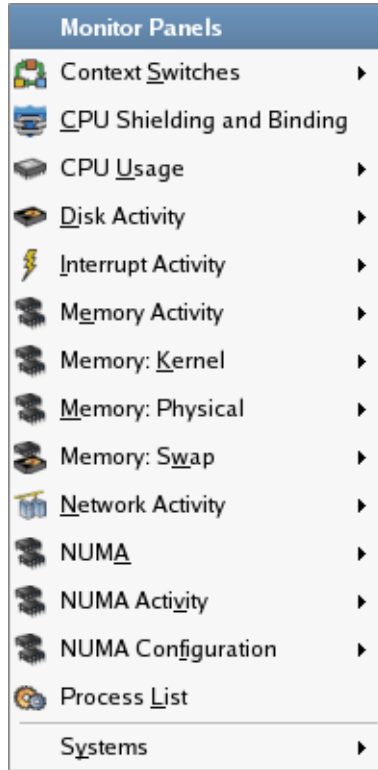 Monitor Panels
Context Switches
CPU Shielding and Binding
CPU Usage
Disk Activity
Interrupt Activity
Memory Activity
Memory: Kernel
Memory: Physical
Memory: Swap
Network Activity
NUMA
NUMA Activity
NUMA Configuration
Process List
Systems